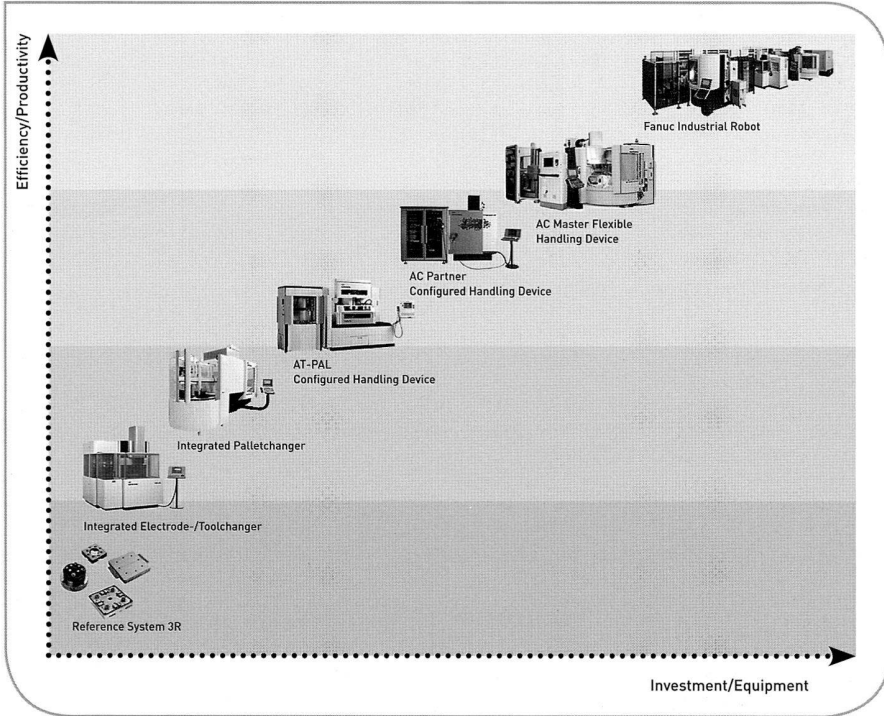 Efficiency/Productivity
Fanuc Industrial Robot
AC Master Flexible
Handling Device
AC Partner
Configured Handling Device
AT-PAL
Configured Handling Device
Integrated Palletchanger
Integrated Electrode-/Toolchanger
Reference System 3R
Investment/Equipment